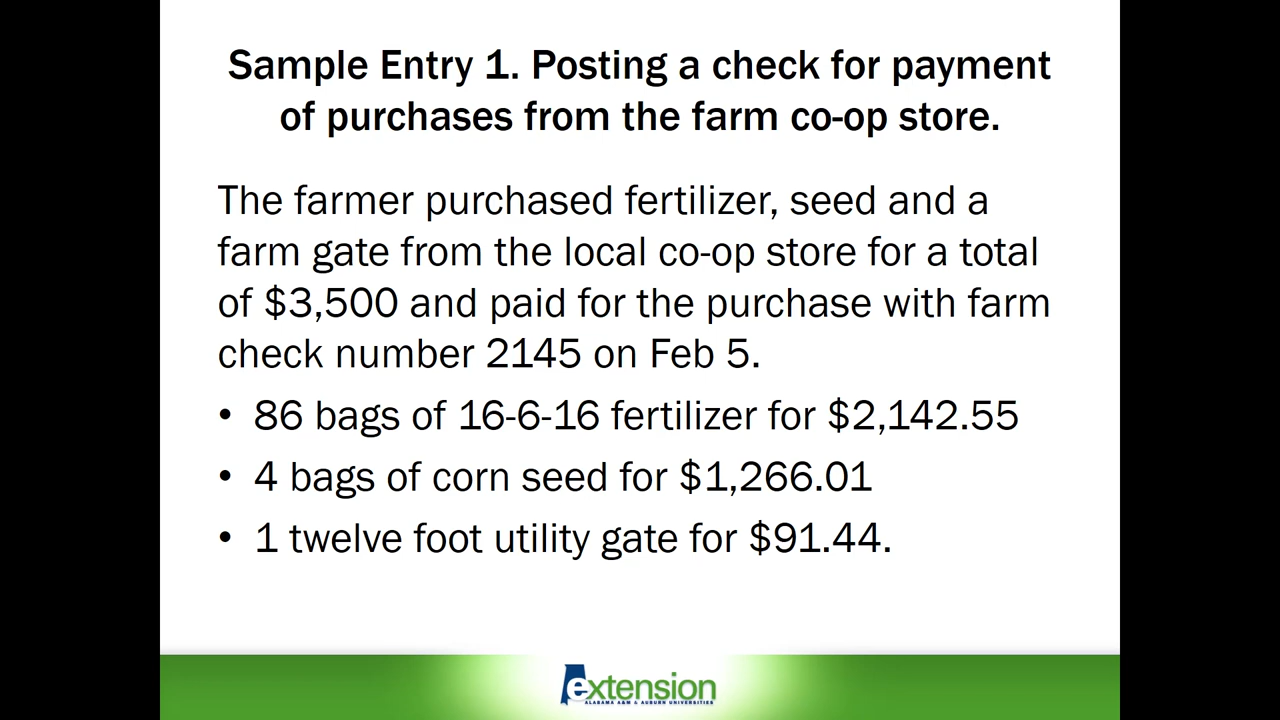 Sample Entry 1. Posting a check for payment
of purchases from the farm co-op store.
The farmer purchased fertilizer, seed and a
farm gate from the local co-op store for a total
of $3,500 and paid for the purchase with farm
check number 2145 on Feb 5.
• 86 bags of 16-6-16 fertilizer for $2,142.55
• 4 bags of corn seed for $1,266.01
• 1 twelve foot utility gate for $91.44.
extension
ALABAMA A&M & AUBURN UNIVERSITIES